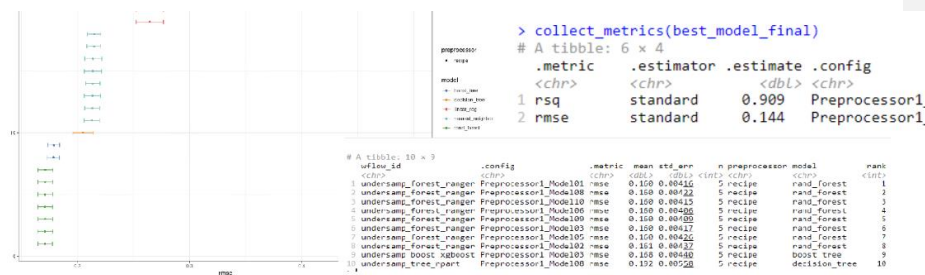 > collect_metrics(best_model_final)
# A tibble: 6 × 4
.metric .estimator .estimate .config
<chr> <chr> <dbl> <chr>
1 rsq standard 0.909 Preprocessor1_
2 rmse standard 0.144 Preprocessor1_
preprocessor
recipe
model
boost_tree
decision_tree
linear_reg
rand_forest
rmse
# A tibble: 10 × 9
wflow_id .config .metric mean std_err n preprocessor model rank
<chr> <chr> <chr> <dbl> <dbl> <int> <chr> <chr> <int>
1 undersamp_forest_ranger Preprocessor1_Model01 rmse 0.160 0.00416 5 recipe rand_forest 1
2 undersamp_forest_ranger Preprocessor1_Model08 rmse 0.160 0.00422 5 recipe rand_forest 2
3 undersamp_forest_ranger Preprocessor1_Model10 rmse 0.160 0.00415 5 recipe rand_forest 3
4 undersamp_forest_ranger Preprocessor1_Model06 rmse 0.160 0.00406 5 recipe rand_forest 4
5 undersamp_forest_ranger Preprocessor1_Model09 rmse 0.160 0.00409 5 recipe rand_forest 5
6 undersamp_forest_ranger Preprocessor1_Model03 rmse 0.160 0.00417 5 recipe rand_forest 6
7 undersamp_forest_ranger Preprocessor1_Model05 rmse 0.160 0.00426 5 recipe rand_forest 7
8 undersamp_forest_ranger Preprocessor1_Model02 rmse 0.161 0.00437 5 recipe rand_forest 8
9 undersamp_boost_xgboost Preprocessor1_Model03 rmse 0.168 0.00440 5 recipe boost_tree 9
10 undersamp_tree_rpart Preprocessor1_Model08 rmse 0.192 0.00558 5 recipe decision_tree 10